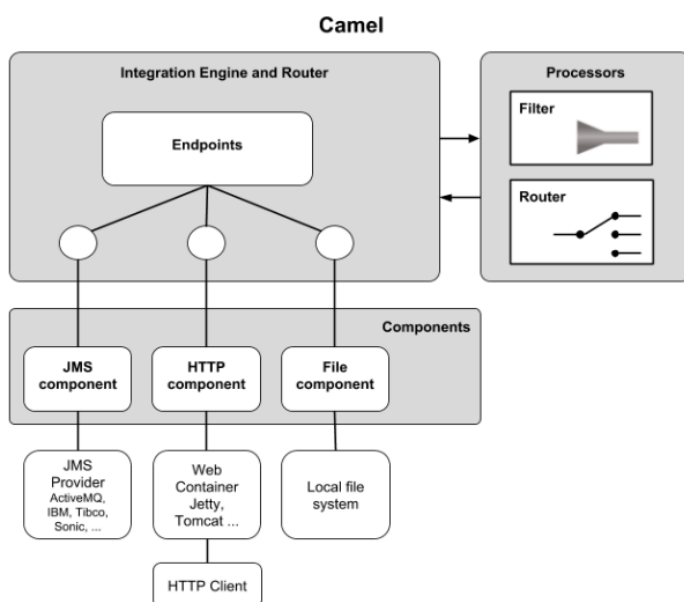 Camel
Integration Engine and Router
Processors
Endpoints
Filter
Router
Components
JMS
component
HTTP
component
File
component
JMS
Provider
ActiveMQ,
IBM, Tibco,
Sonic, ...
Web
Container
Jetty,
Tomcat ...
Local file
system
HTTP Client